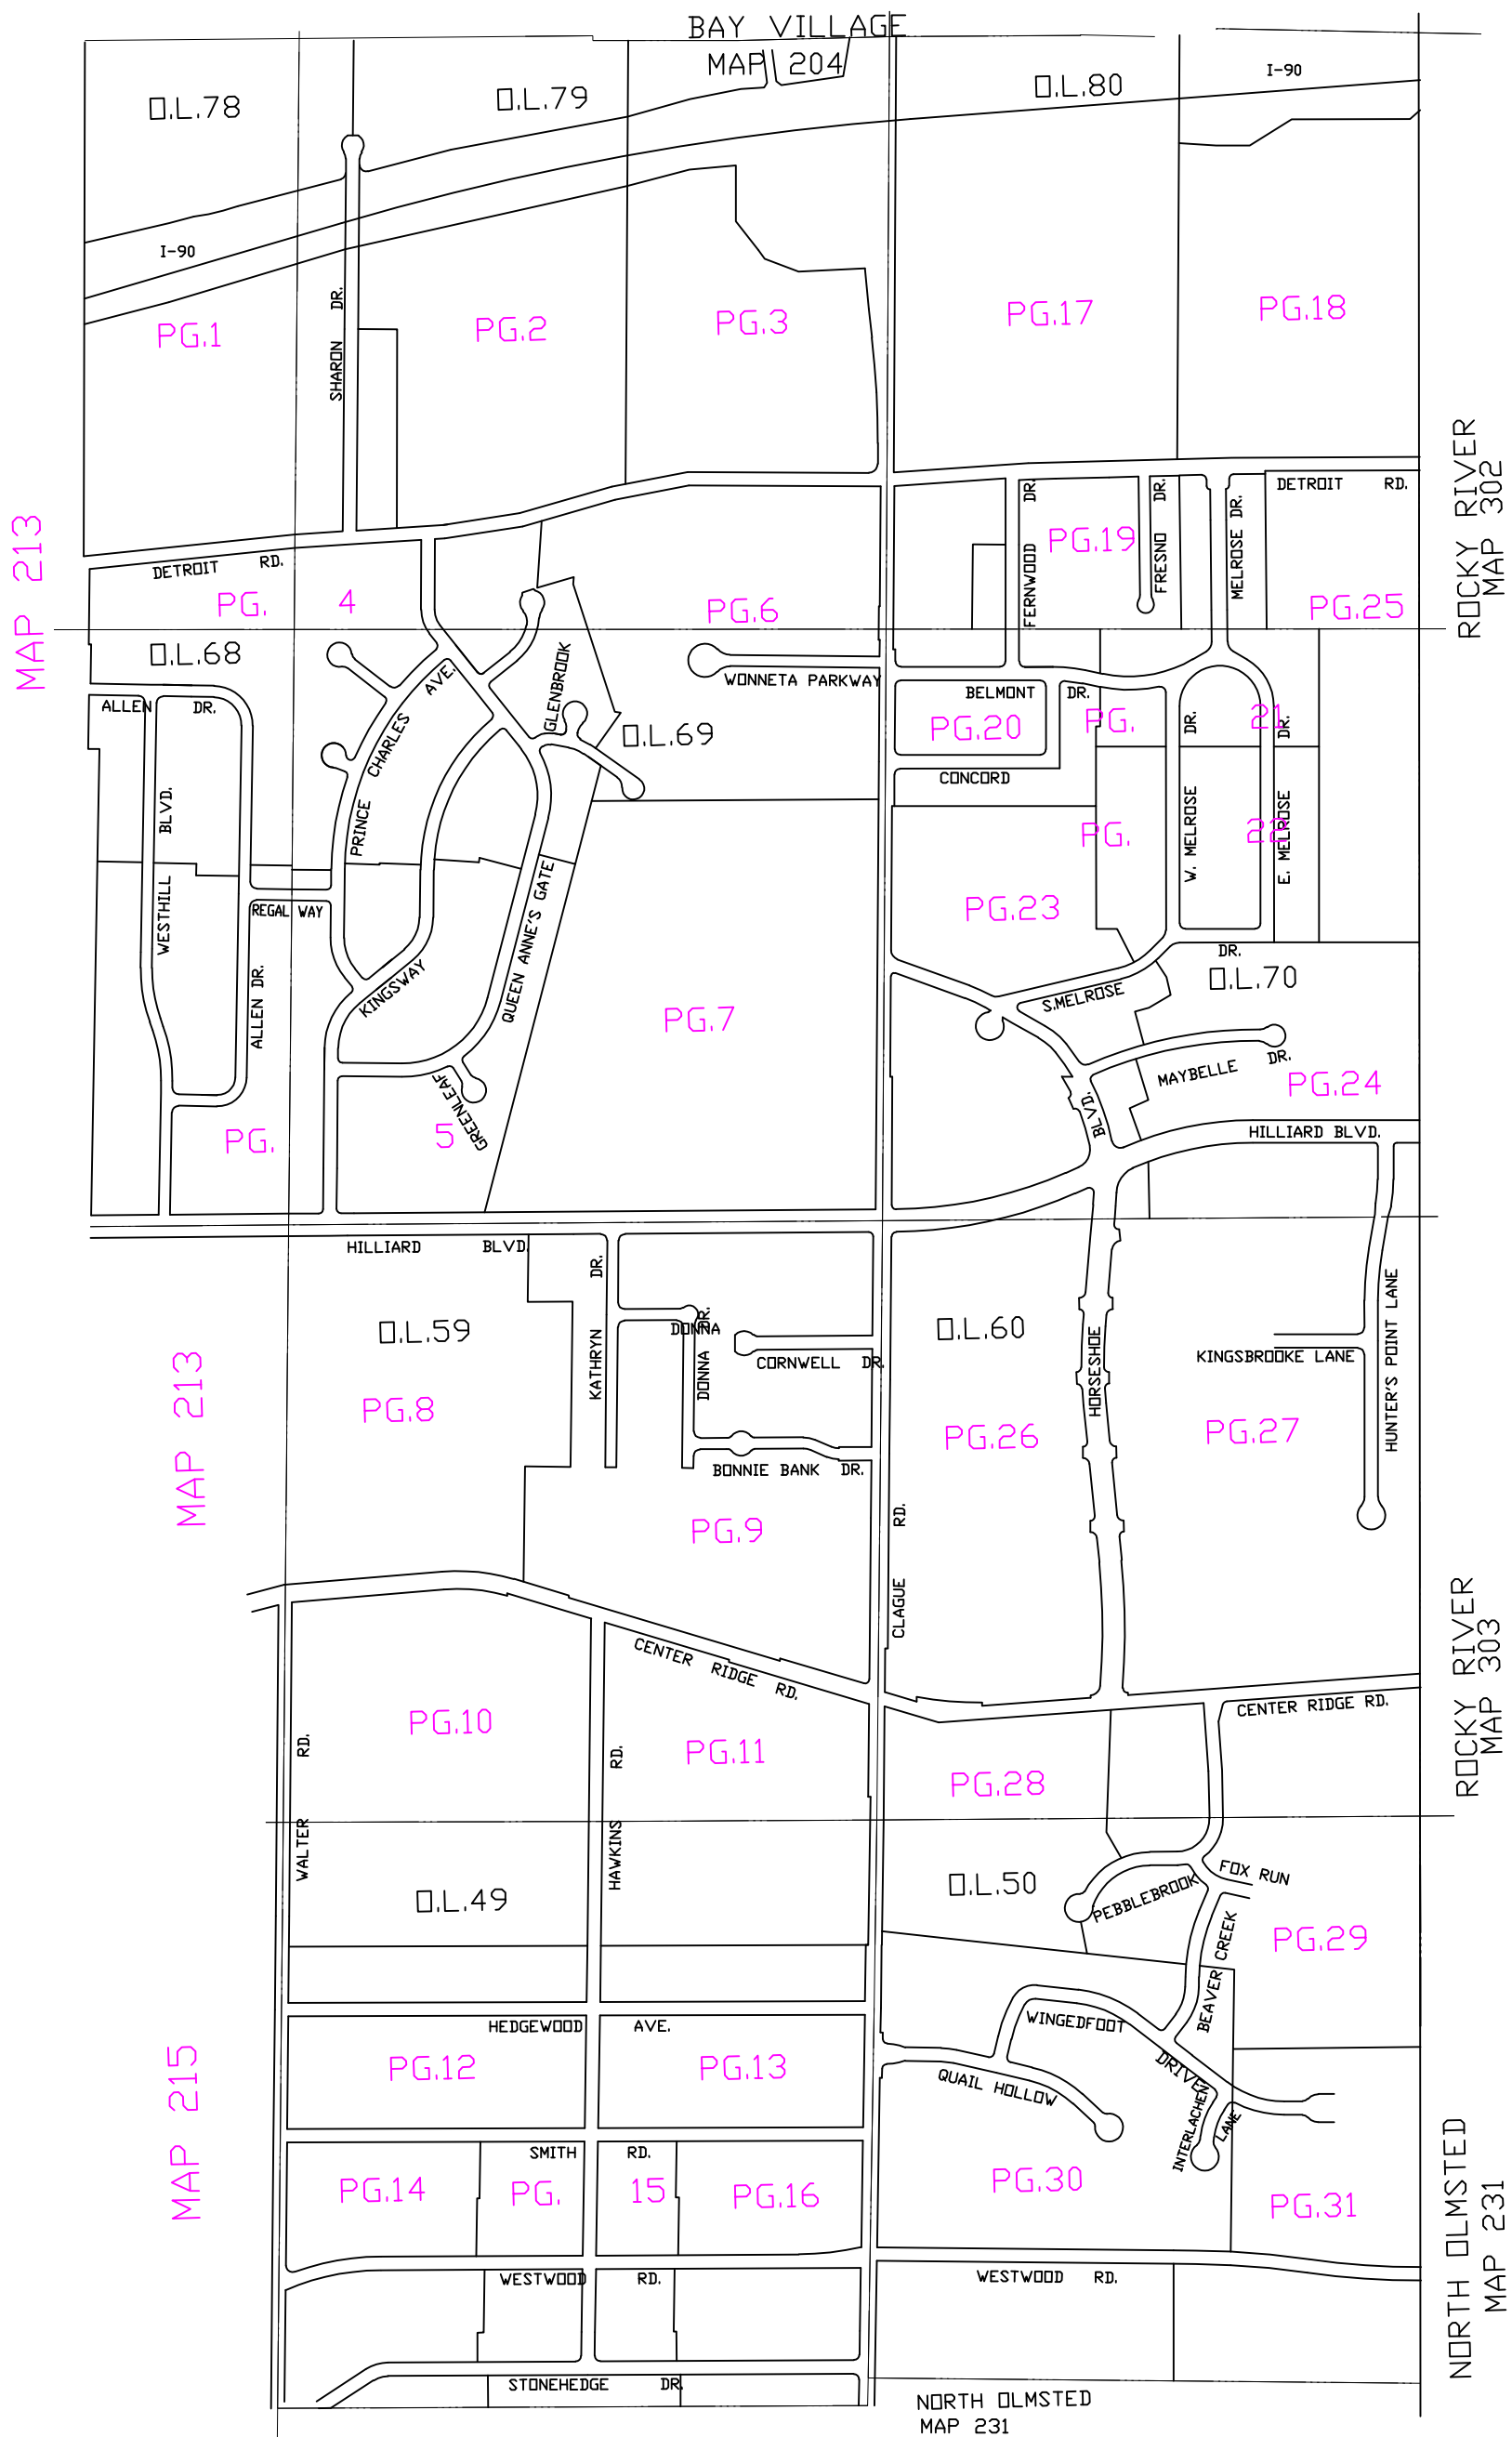 BAY VILLAGE
MAP 204
O.L.78
O.L.79
O.L.80
I-90
I-90
PG.1
SHARON DR.
PG.2
PG.3
PG.17
PG.18
MAP 213
ROCKY RIVER
MAP 302
DETROIT RD.
DETROIT RD.
PG. 4
PG.6
FERNWOOD DR.
PG.19
FRESNO DR.
MELROSE DR.
PG.25
O.L.68
ALLEN DR.
PRINCE CHARLES AVE.
GLENBROOK
WONNETA PARKWAY
O.L.69
BELMONT DR.
PG.20
PG. 21
CONCORD
PG. 22
W. MELROSE DR.
E. MELROSE DR.
WESTHILL BLVD.
REGAL WAY
ALLEN DR.
KINGSWAY
QUEEN ANNE'S GATE
GREENLEAF
PG. 5
PG.7
PG.23
S.MELROSE DR.
O.L.70
MAYBELLE DR.
PG.24
BLVD.
HILLIARD BLVD.
HILLIARD BLVD.
MAP 213
O.L.59
PG.8
KATHRYN DR.
DONNA
DONNA DR.
CORNWELL DR.
BONNIE BANK DR.
PG.9
CLAGUE RD.
O.L.60
PG.26
HORSESHOE
KINGSBROOKE LANE
PG.27
HUNTER'S POINT LANE
ROCKY RIVER
MAP 303
CENTER RIDGE RD.
CENTER RIDGE RD.
WALTER RD.
PG.10
HAWKINS RD.
PG.11
PG.28
O.L.49
O.L.50
PEBBLEBROOK
FOX RUN
BEAVER CREEK
PG.29
MAP 215
HEDGEWOOD AVE.
PG.12
PG.13
WINGEDFOOT DRIVE
QUAIL HOLLOW
INTERLACHEN LANE
SMITH RD.
PG.14
PG. 15
PG.16
PG.30
PG.31
WESTWOOD RD.
WESTWOOD RD.
STONEHEDGE DR.
NORTH OLMSTED
MAP 231
NORTH OLMSTED
MAP 231